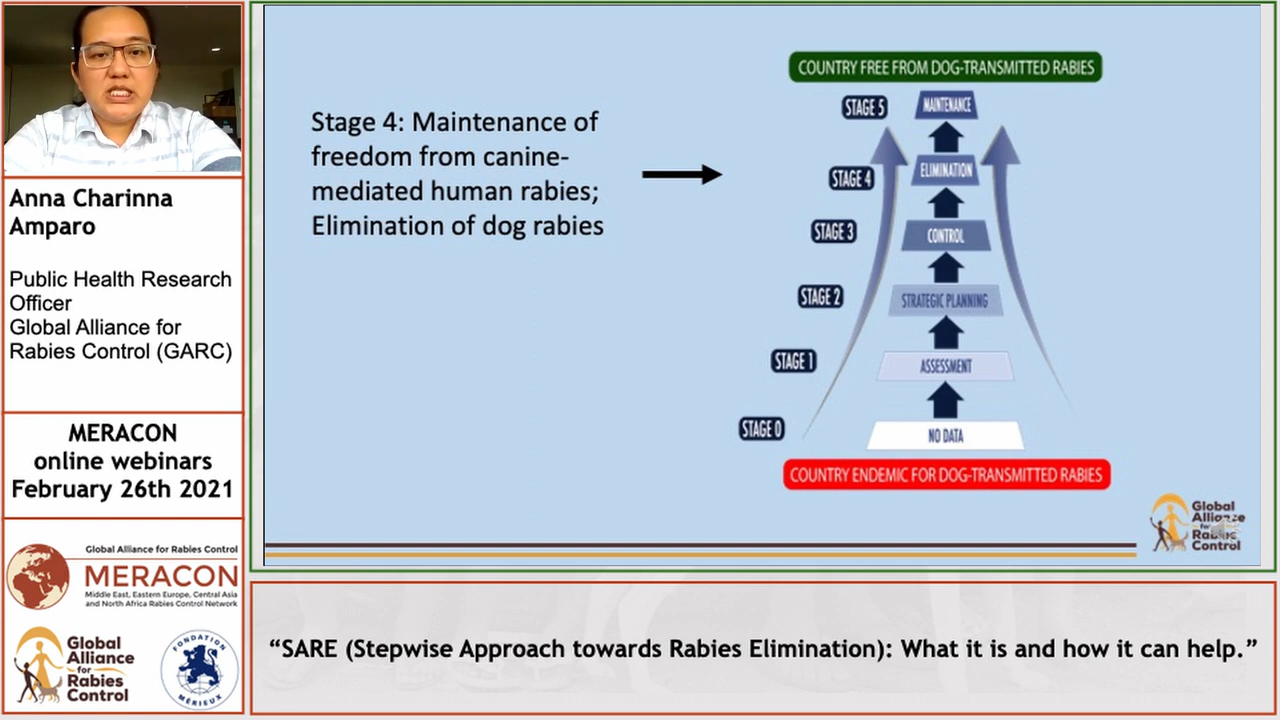 Anna Charinna
Amparo
Public Health Research
Officer
Global Alliance for
Rabies Control (GARC)
MERACON
online webinars
February 26th 2021
Global Alliance for Rabies Control
MERACON
Middle East, Eastern Europe, Central Asia
and North Africa Rabies Control Network
Global
Alliance
for
Rabies
Control
FONDATION
MÉRIEUX
Stage 4: Maintenance of
freedom from canine-
mediated human rabies;
Elimination of dog rabies
COUNTRY FREE FROM DOG-TRANSMITTED RABIES
STAGE 5
MAINTENANCE
STAGE 4
ELIMINATION
STAGE 3
CONTROL
STAGE 2
STRATEGIC PLANNING
STAGE 1
ASSESSMENT
STAGE 0
NO DATA
COUNTRY ENDEMIC FOR DOG-TRANSMITTED RABIES
Global
Alliance
for
Rabies
Control
“SARE (Stepwise Approach towards Rabies Elimination): What it is and how it can help.”